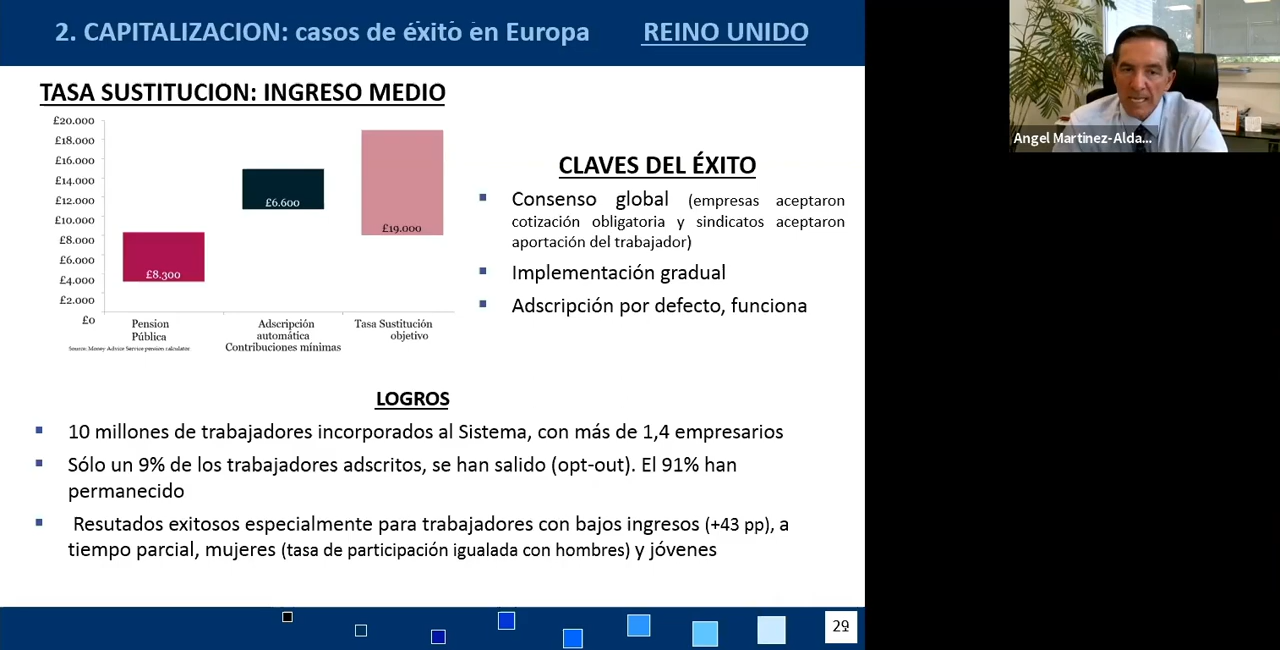 2. CAPITALIZACION: casos de éxito en Europa REINO UNIDO
TASA SUSTITUCION: INGRESO MEDIO
£20.000
£18.000
£16.000
£14.000
£12.000
£10.000
£8.000
£6.000
£4.000
£2.000
£0
£8.300
£6.600
£19.000
Pension
Pública
Adscripción
automática
Contribuciones mínimas
Tasa Sustitución
objetivo
Source: Money Advice Service pension calculator
CLAVES DEL ÉXITO
Consenso global (empresas aceptaron
cotización obligatoria y sindicatos aceptaron
aportación del trabajador)
Implementación gradual
Adscripción por defecto, funciona
LOGROS
10 millones de trabajadores incorporados al Sistema, con más de 1,4 empresarios
Sólo un 9% de los trabajadores adscritos, se han salido (opt-out). El 91% han
permanecido
Resutados exitosos especialmente para trabajadores con bajos ingresos (+43 pp), a
tiempo parcial, mujeres (tasa de participación igualada con hombres) y jóvenes
29
Angel Martinez-Alda...